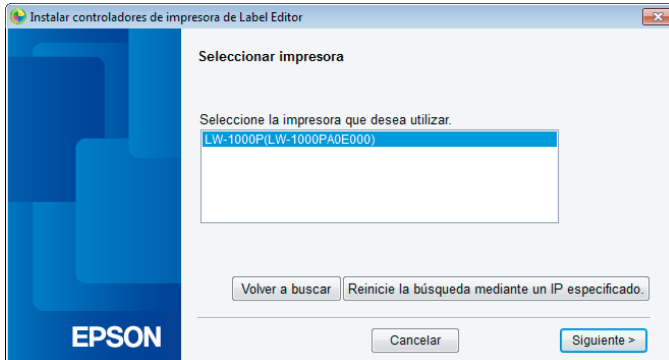 Instalar controladores de impresora de Label Editor
Seleccionar impresora
Seleccione la impresora que desea utilizar.
LW-1000P(LW-1000PA0E000)
Volver a buscar
Reinicie la búsqueda mediante un IP especificado.
EPSON
Cancelar
Siguiente >